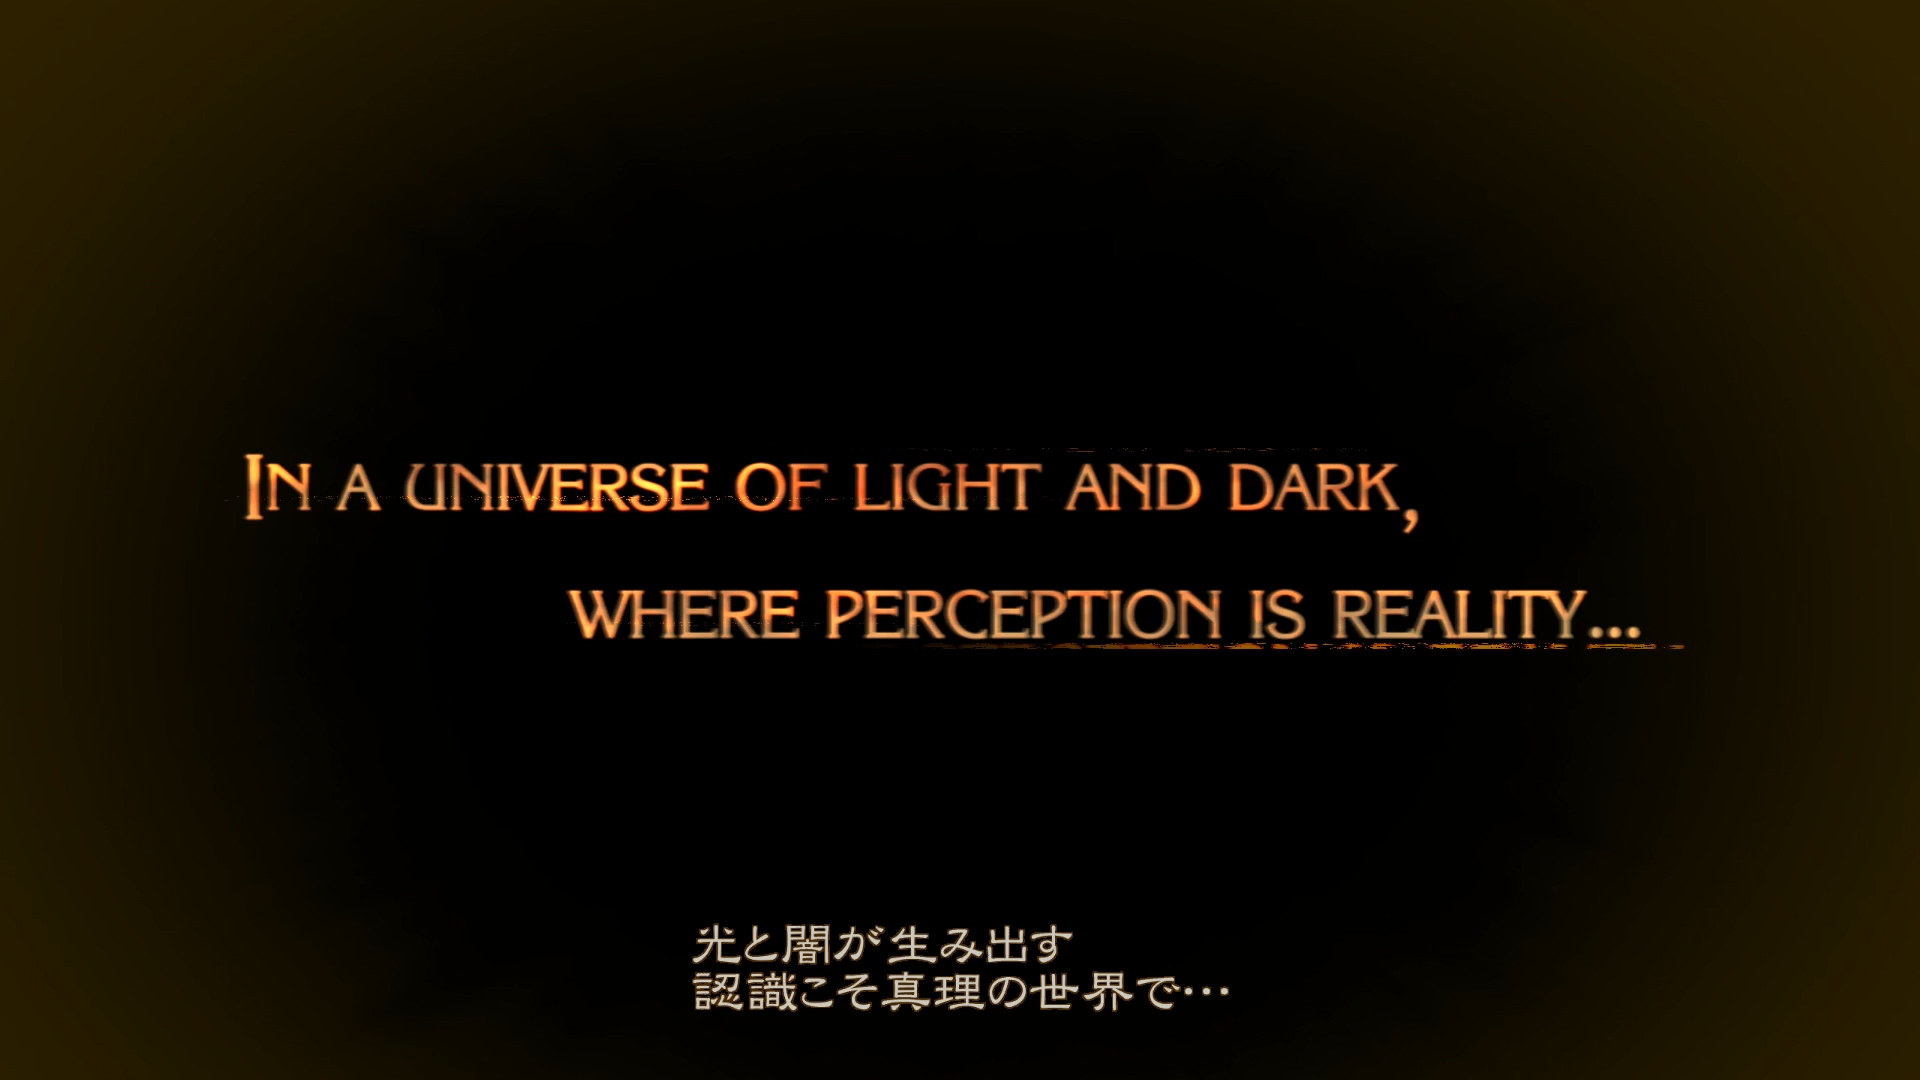 In a universe of light and dark,
where perception is reality...
光と闇が生み出す
認識こそ真理の世界で…